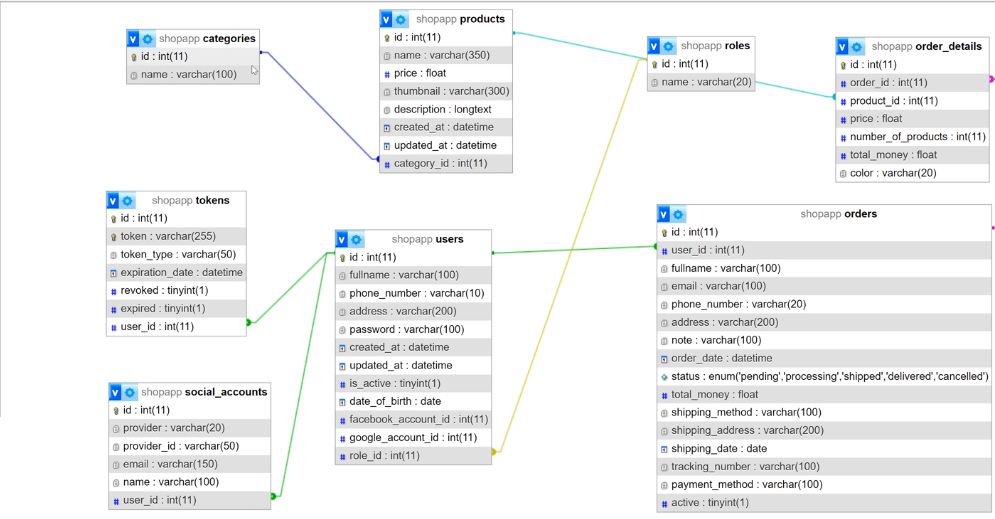 shopapp categories
id : int(11)
name : varchar(100)
shopapp products
id : int(11)
name : varchar(350)
price : float
thumbnail : varchar(300)
description : longtext
created_at : datetime
updated_at : datetime
category_id : int(11)
shopapp roles
id : int(11)
name : varchar(20)
shopapp order_details
id : int(11)
order_id : int(11)
product_id : int(11)
price : float
number_of_products : int(11)
total_money : float
color : varchar(20)
shopapp tokens
id : int(11)
token : varchar(255)
token_type : varchar(50)
expiration_date : datetime
revoked : tinyint(1)
expired : tinyint(1)
user_id : int(11)
shopapp users
id : int(11)
fullname : varchar(100)
phone_number : varchar(10)
address : varchar(200)
password : varchar(100)
created_at : datetime
updated_at : datetime
is_active : tinyint(1)
date_of_birth : date
facebook_account_id : int(11)
google_account_id : int(11)
role_id : int(11)
shopapp orders
id : int(11)
user_id : int(11)
fullname : varchar(100)
email : varchar(100)
phone_number : varchar(20)
address : varchar(200)
note : varchar(100)
order_date : datetime
status : enum('pending','processing','shipped','delivered','cancelled')
total_money : float
shipping_method : varchar(100)
shipping_address : varchar(200)
shipping_date : date
tracking_number : varchar(100)
payment_method : varchar(100)
active : tinyint(1)
shopapp social_accounts
id : int(11)
provider : varchar(20)
provider_id : varchar(50)
email : varchar(150)
name : varchar(100)
user_id : int(11)